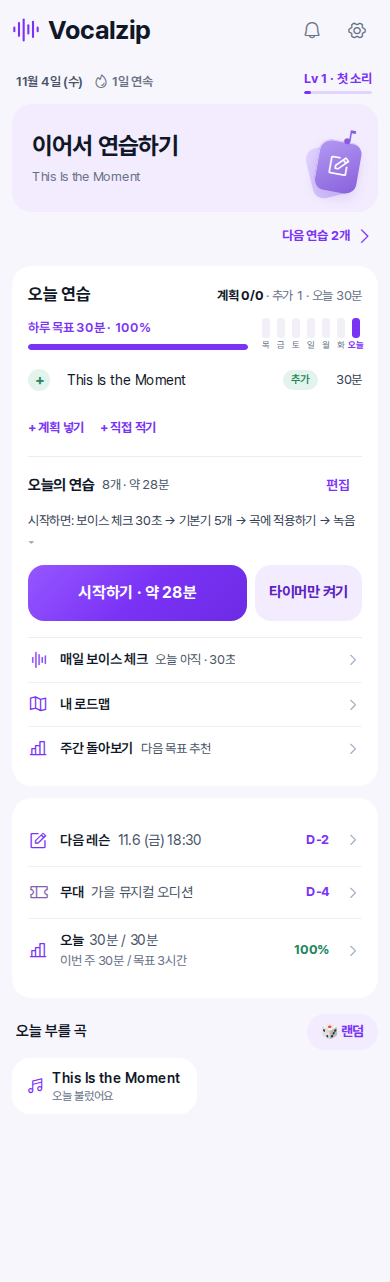 Vocalzip
11월 4일 (수) 1일 연속 Lv 1 · 첫 소리
이어서 연습하기
This Is the Moment
다음 연습 2개
오늘 연습 계획 0/0 · 추가 1 · 오늘 30분
하루 목표 30분 · 100%
목 금 토 일 월 화 오늘
+ This Is the Moment 추가 30분
+ 계획 넣기 + 직접 적기
오늘의 연습 8개 · 약 28분 편집
시작하면: 보이스 체크 30초 → 기본기 5개 → 곡에 적용하기 → 녹음
시작하기 · 약 28분 타이머만 켜기
매일 보이스 체크 오늘 아직 · 30초
내 로드맵
주간 돌아보기 다음 목표 추천
다음 레슨 11.6 (금) 18:30 D-2
무대 가을 뮤지컬 오디션 D-4
오늘 30분 / 30분 100%
이번 주 30분 / 목표 3시간
오늘 부를 곡 🎲 랜덤
This Is the Moment
오늘 불렀어요